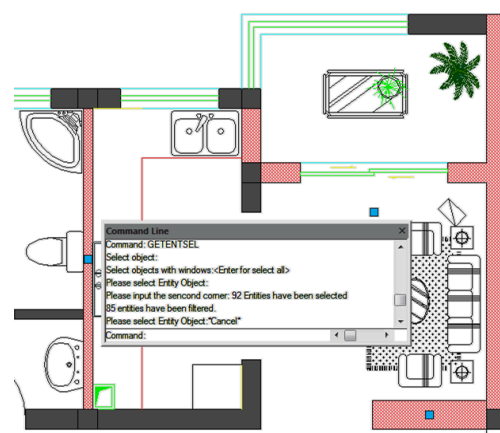 Command Line
Command: GETENTSEL
Select object:
Select objects with windows:<Enter for select all>
Please select Entity Object:
Please input the sencond corner: 92 Entities have been selected
85 entities have been filtered.
Please select Entity Object:*Cancel*
Command: